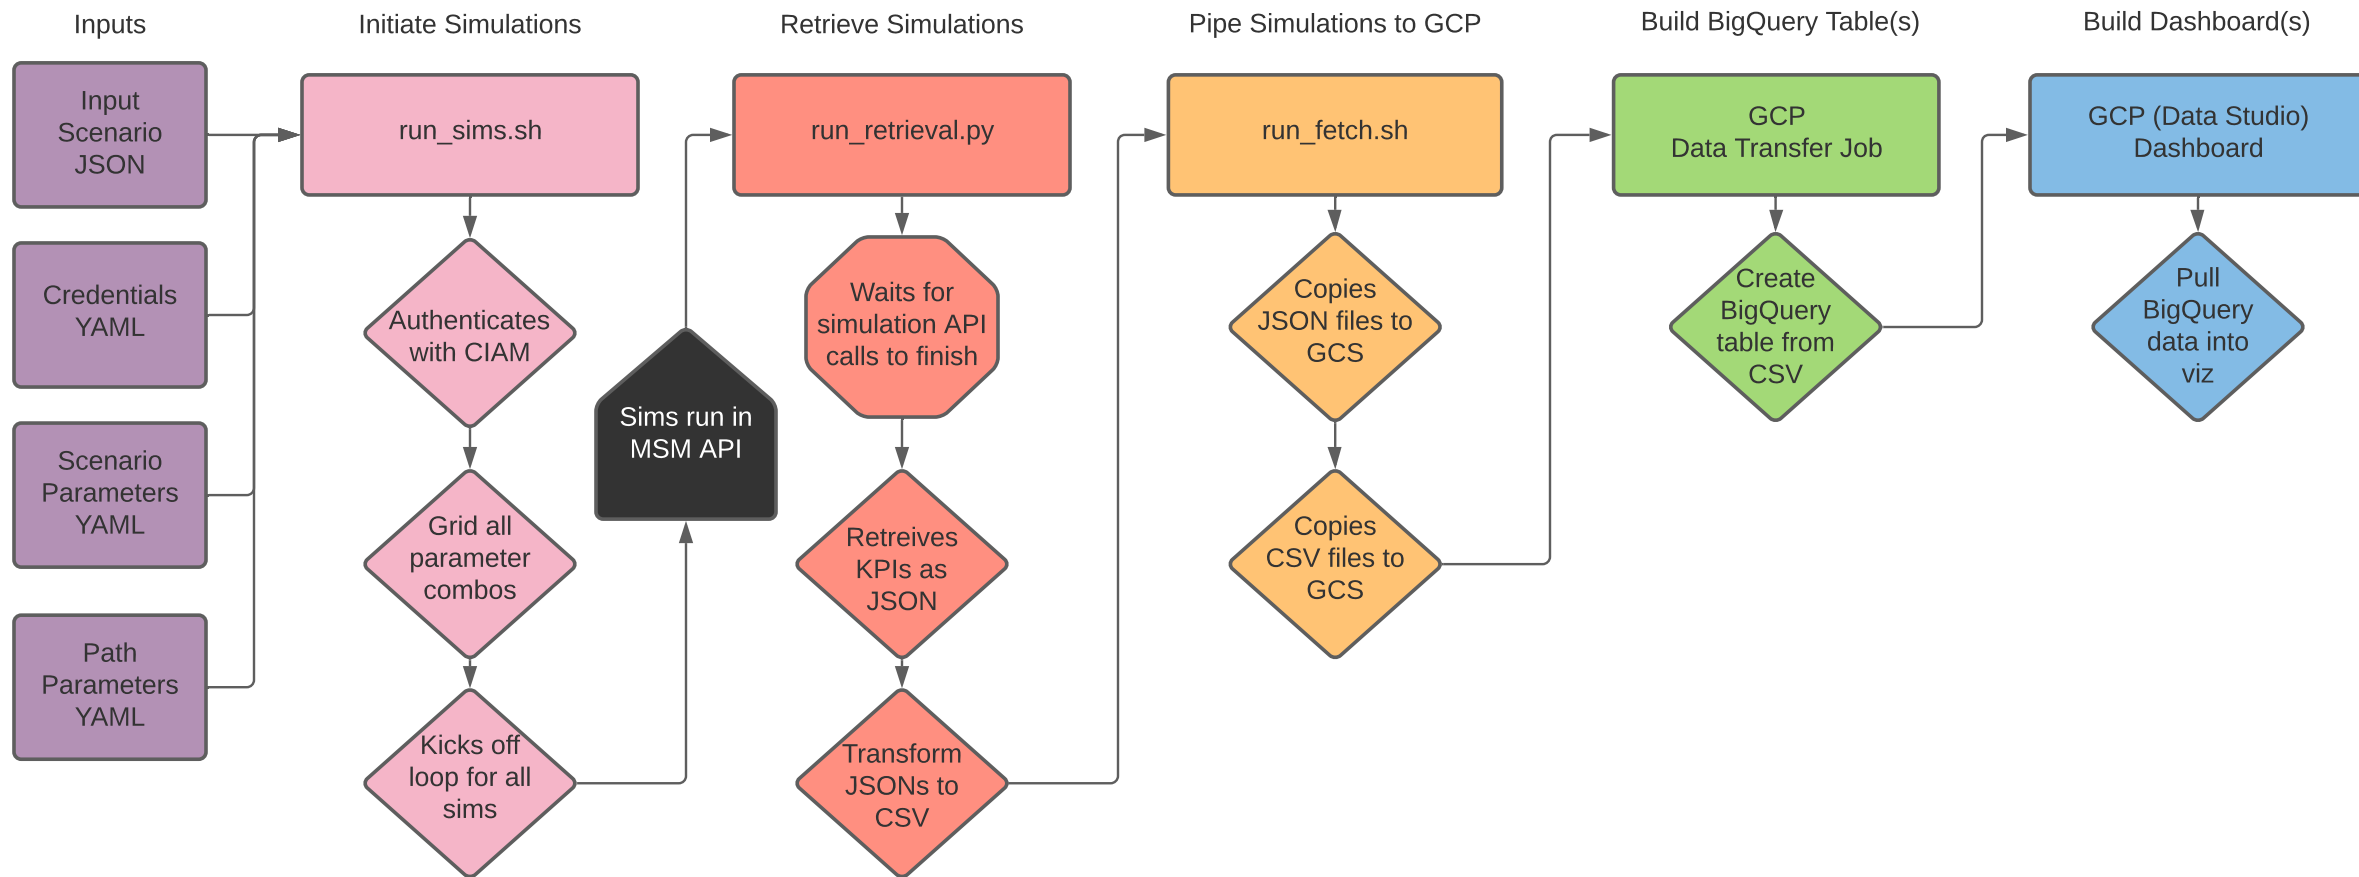 Inputs
Initiate Simulations
Retrieve Simulations
Pipe Simulations to GCP
Build BigQuery Table(s)
Build Dashboard(s)
Input
Scenario
JSON
Credentials
YAML
Scenario
Parameters
YAML
Path
Parameters
YAML
run_sims.sh
Authenticates
with CIAM
Grid all
parameter
combos
Kicks off
loop for all
sims
Sims run in
MSM API
run_retrieval.py
Waits for
simulation API
calls to finish
Retreives
KPIs as
JSON
Transform
JSONs to
CSV
run_fetch.sh
Copies
JSON files to
GCS
Copies
CSV files to
GCS
GCP
Data Transfer Job
Create
BigQuery
table from
CSV
GCP (Data Studio)
Dashboard
Pull
BigQuery
data into
viz